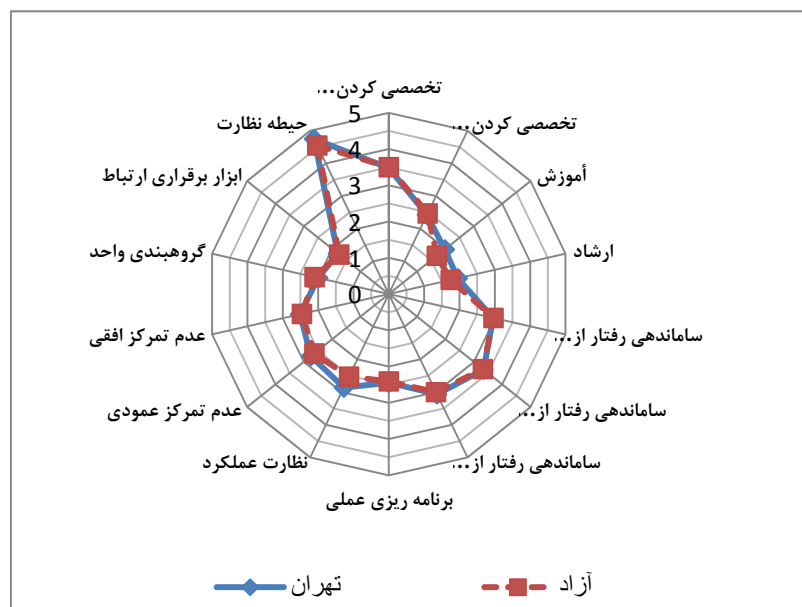 تخصصی کردن...
تخصصی کردن...
أموزش
ارشاد
ساماندهی رفتار از...
ساماندهی رفتار از...
ساماندهی رفتار از...
برنامه ریزی عملی
نظارت عملکرد
عدم تمرکز عمودی
عدم تمرکز افقی
گروهبندی واحد
ابزار برقراری ارتباط
حیطه نظارت
5
4
3
2
1
0
تهران
آزاد